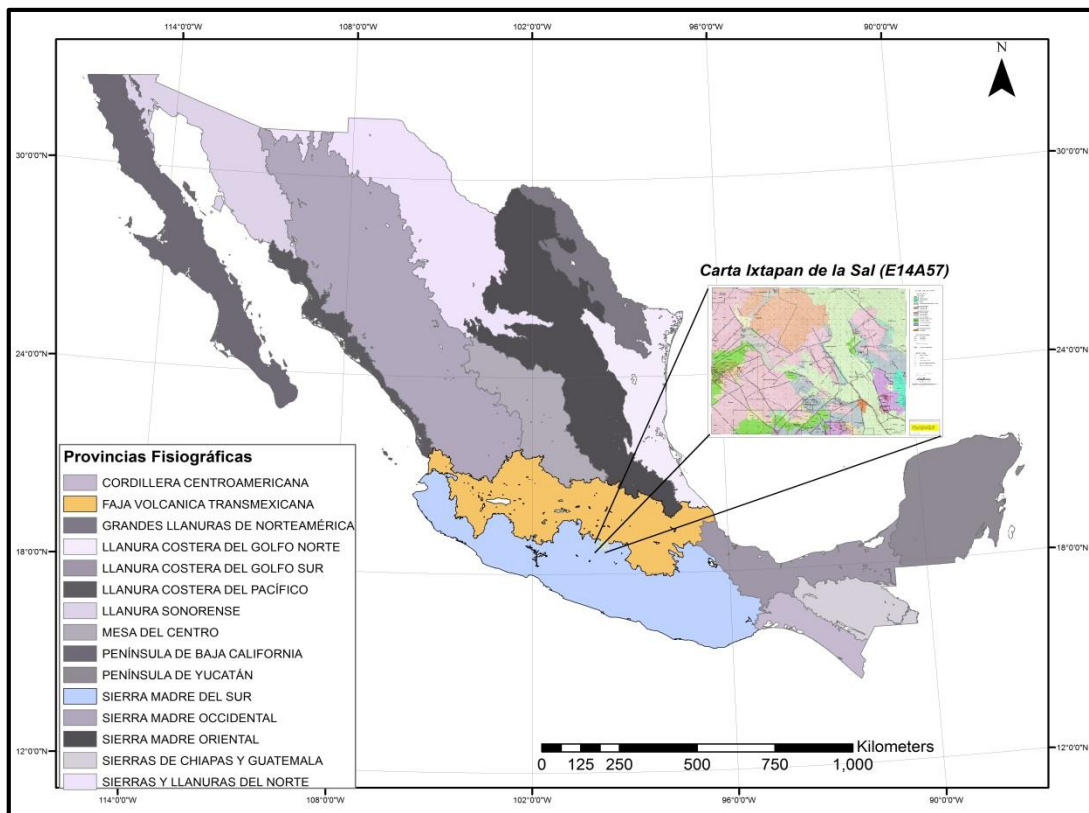 114°0'0"W
108°0'0"W
102°0'0"W
96°0'0"W
90°0'0"W
N
30°0'0"N
30°0'0"N
Carta Ixtapan de la Sal (E14A57)
24°0'0"N
24°0'0"N
18°0'0"N
18°0'0"N
Provincias Fisiográficas
CORDILLERA CENTROAMERICANA
FAJA VOLCANICA TRANSMEXICANA
GRANDES LLANURAS DE NORTEAMÉRICA
LLANURA COSTERA DEL GOLFO NORTE
LLANURA COSTERA DEL GOLFO SUR
LLANURA COSTERA DEL PACÍFICO
LLANURA SONORENSE
MESA DEL CENTRO
PENÍNSULA DE BAJA CALIFORNIA
PENÍNSULA DE YUCATÁN
SIERRA MADRE DEL SUR
SIERRA MADRE OCCIDENTAL
SIERRA MADRE ORIENTAL
SIERRAS DE CHIAPAS Y GUATEMALA
SIERRAS Y LLANURAS DEL NORTE
Kilometers
0 125 250 500 750 1,000
12°0'0"N
12°0'0"N
114°0'0"W
108°0'0"W
102°0'0"W
96°0'0"W
90°0'0"W